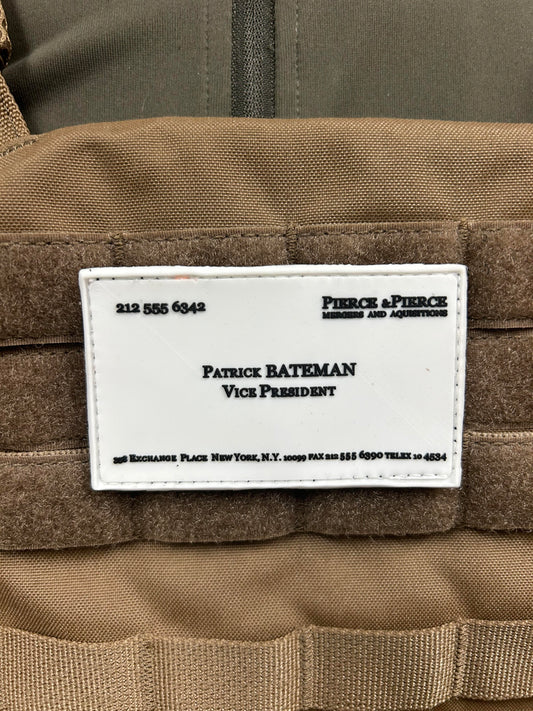 212 555 6342
PIERCE & PIERCE
MERGERS AND AQUISITIONS
PATRICK BATEMAN
VICE PRESIDENT
358 EXCHANGE PLACE NEW YORK, N.Y. 10099 FAX 212 555 6390 TELEX 10 4534